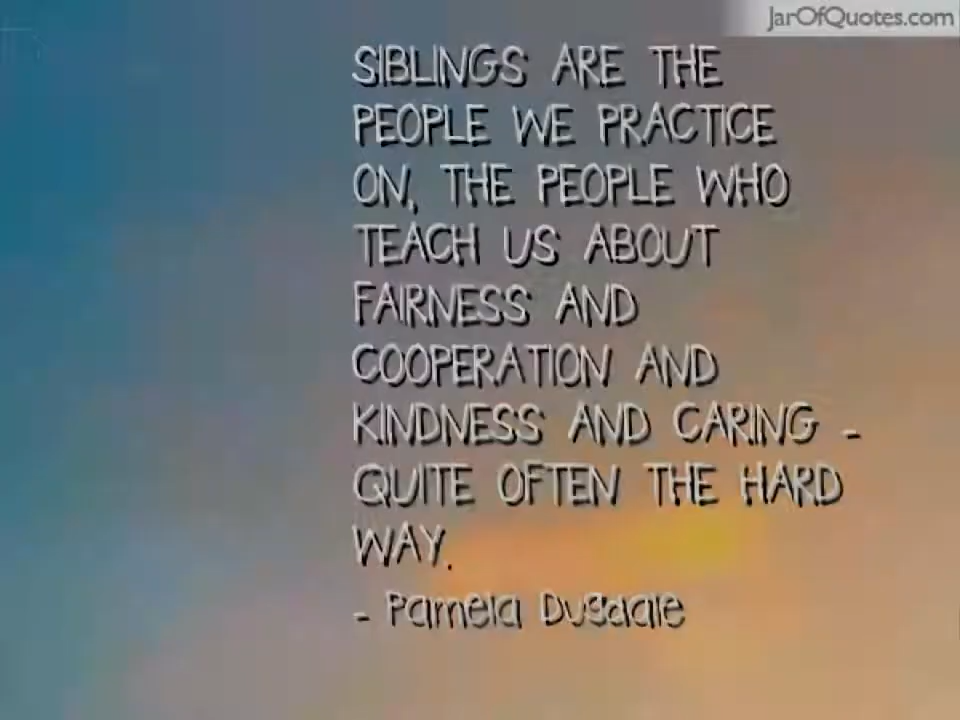 JarOfQuotes.com
SIBLINGS ARE THE
PEOPLE WE PRACTICE
ON, THE PEOPLE WHO
TEACH US ABOUT
FAIRNESS AND
COOPERATION AND
KINDNESS AND CARING -
QUITE OFTEN THE HARD
WAY.
- Pamela Dugdale